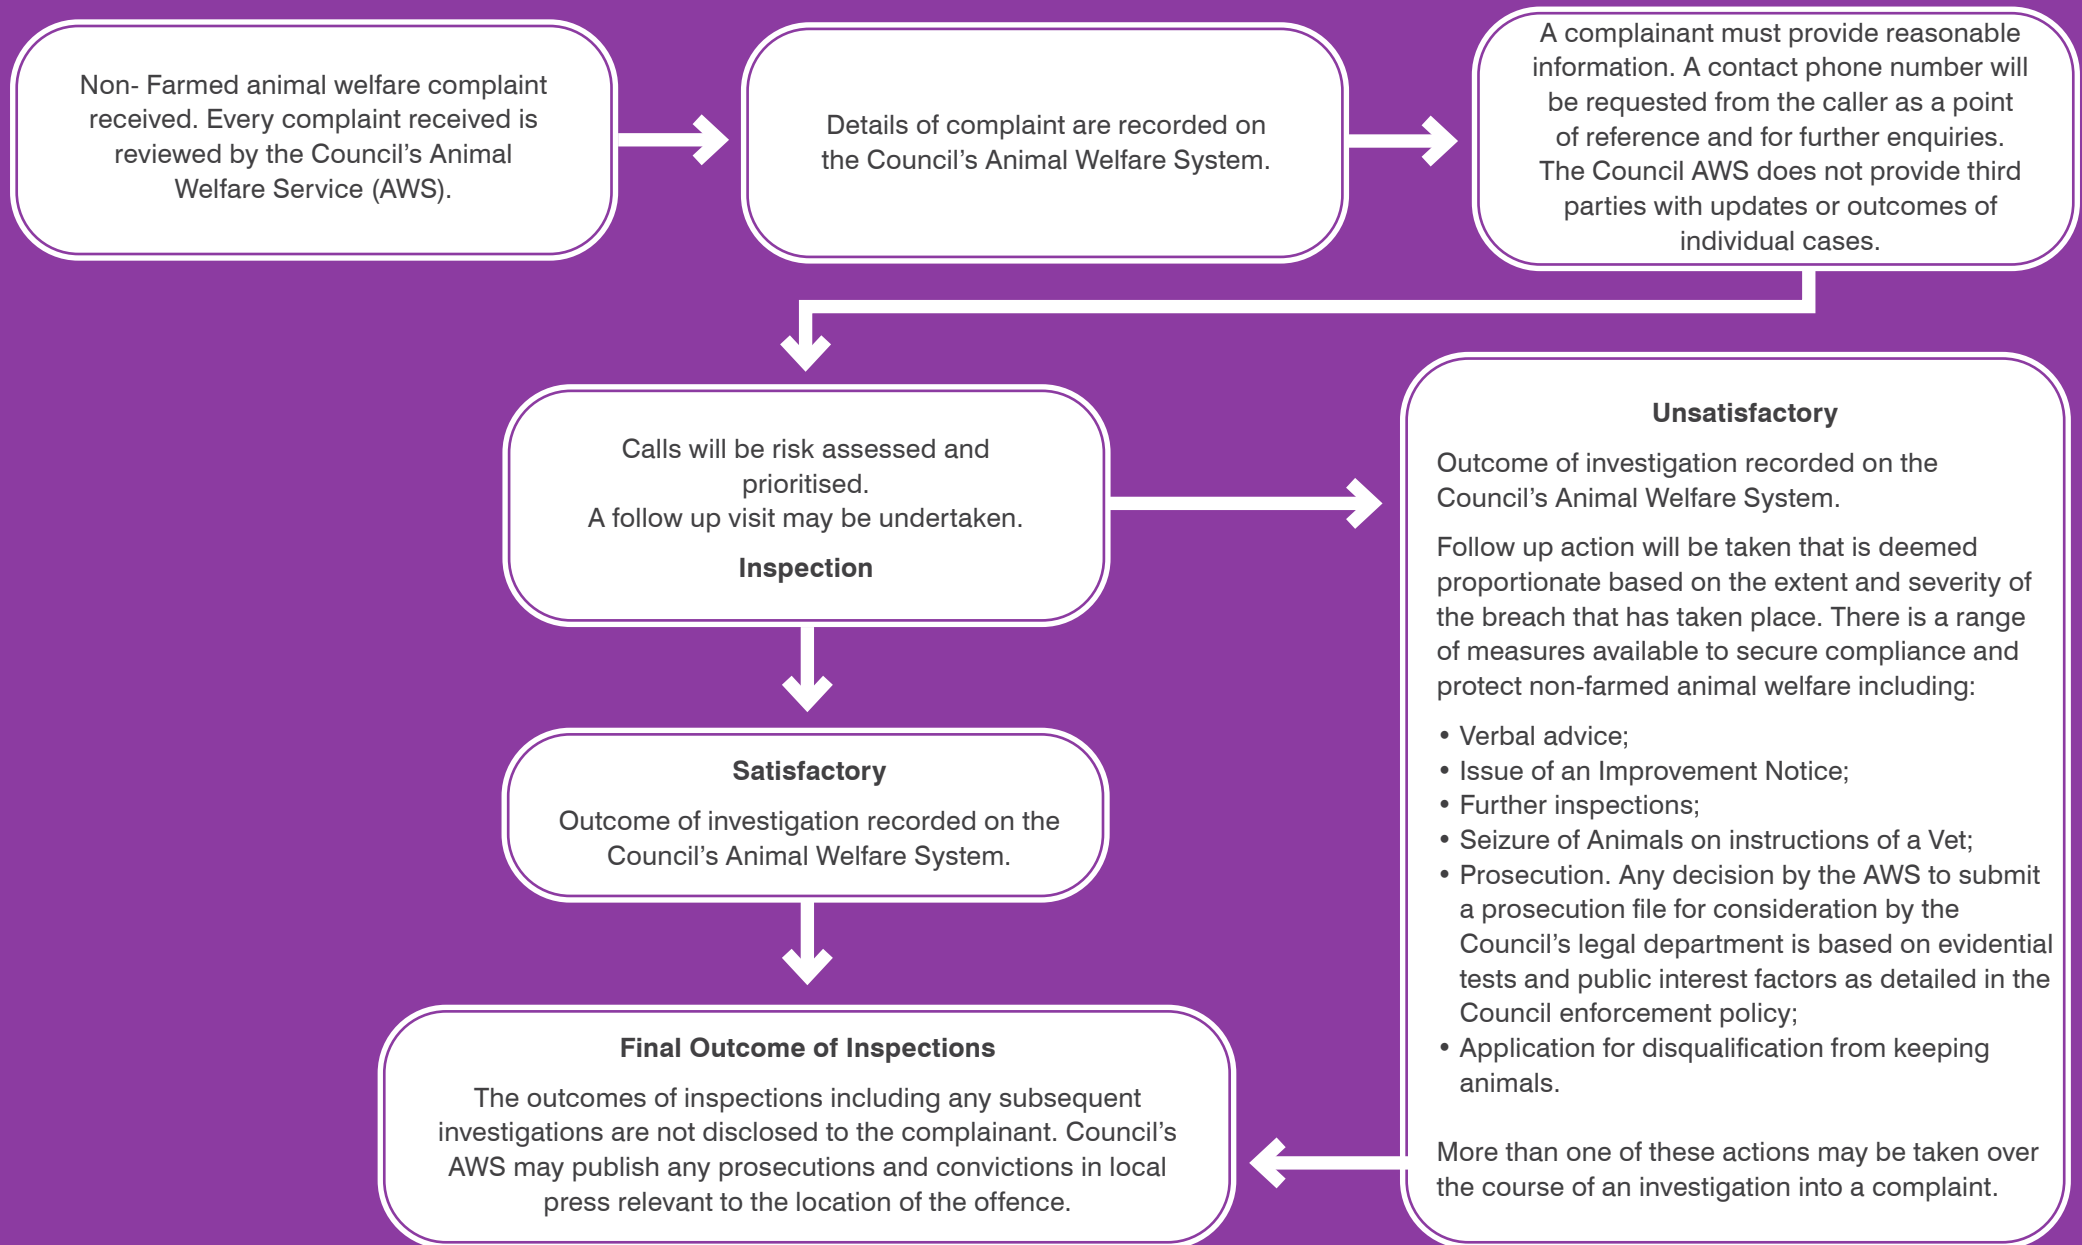 Non- Farmed animal welfare complaint
received. Every complaint received is
reviewed by the Council’s Animal
Welfare Service (AWS).
Details of complaint are recorded on
the Council’s Animal Welfare System.
A complainant must provide reasonable
information. A contact phone number will
be requested from the caller as a point
of reference and for further enquiries.
The Council AWS does not provide third
parties with updates or outcomes of
individual cases.
Calls will be risk assessed and
prioritised.
A follow up visit may be undertaken.
Inspection
Satisfactory
Outcome of investigation recorded on the
Council’s Animal Welfare System.
Unsatisfactory
Outcome of investigation recorded on the
Council’s Animal Welfare System.
Follow up action will be taken that is deemed
proportionate based on the extent and severity of
the breach that has taken place. There is a range
of measures available to secure compliance and
protect non-farmed animal welfare including:
• Verbal advice;
• Issue of an Improvement Notice;
• Further inspections;
• Seizure of Animals on instructions of a Vet;
• Prosecution. Any decision by the AWS to submit
a prosecution file for consideration by the
Council’s legal department is based on evidential
tests and public interest factors as detailed in the
Council enforcement policy;
• Application for disqualification from keeping
animals.
More than one of these actions may be taken over
the course of an investigation into a complaint.
Final Outcome of Inspections
The outcomes of inspections including any subsequent
investigations are not disclosed to the complainant. Council’s
AWS may publish any prosecutions and convictions in local
press relevant to the location of the offence.